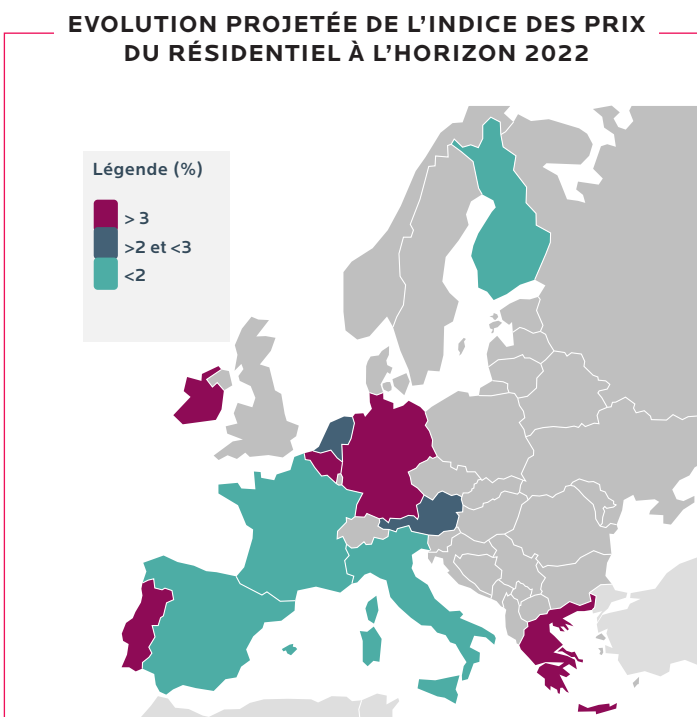 EVOLUTION PROJETÉE DE L’INDICE DES PRIX
DU RÉSIDENTIEL À L’HORIZON 2022
Légende (%)
> 3
>2 et <3
<2